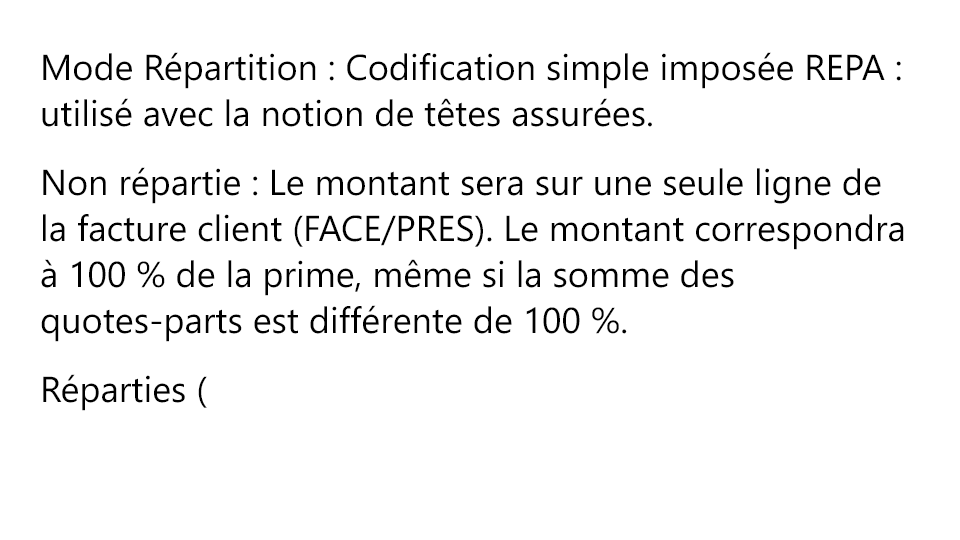 Mode Répartition : Codification simple imposée REPA :
utilisé avec la notion de têtes assurées.
Non répartie : Le montant sera sur une seule ligne de
la facture client (FACE/PRES). Le montant correspondra
à 100 % de la prime, même si la somme des
quotes-parts est différente de 100 %.
Réparties (